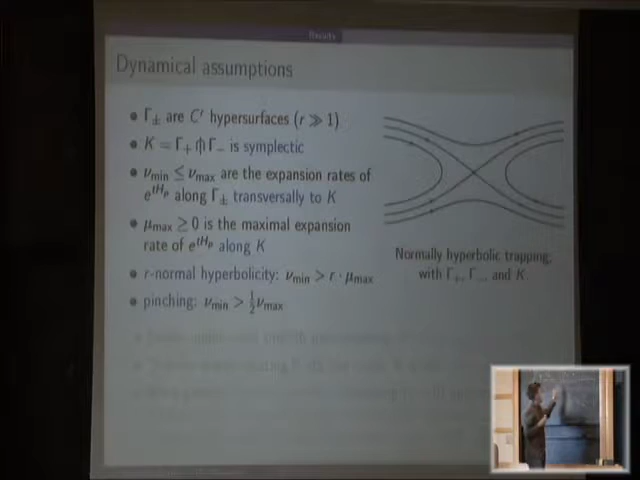 Results
Dynamical assumptions
• Γ± are Cʳ hypersurfaces (r ≫ 1)
• K = Γ₊ ⋔ Γ₋ is symplectic
• νmin ≤ νmax are the expansion rates of
e^{tHₚ} along Γ± transversally to K
• μmax ≥ 0 is the maximal expansion
rate of e^{tHₚ} along K
• r-normal hyperbolicity: νmin > r · μmax
• pinching: νmin > ½νmax
Normally hyperbolic trapping,
with Γ₊, Γ₋ and K.